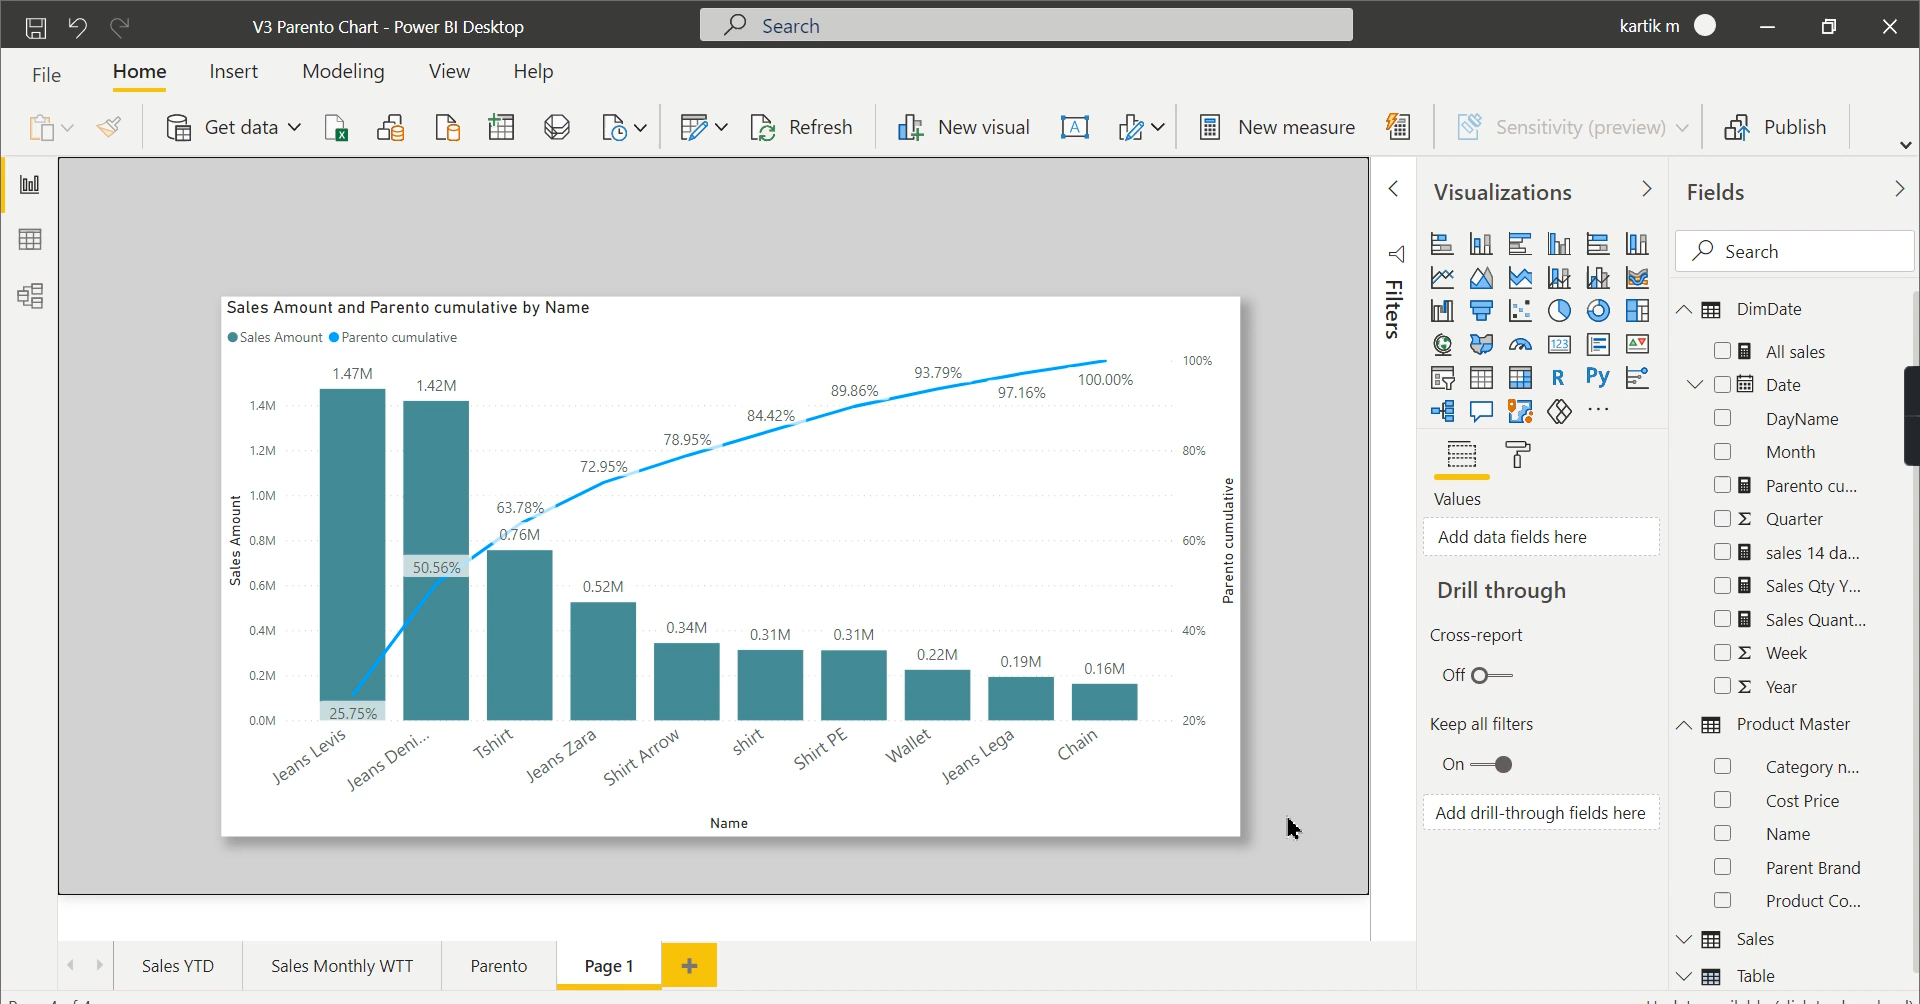 V3 Parento Chart - Power BI Desktop
Search
kartik m
File
Home
Insert
Modeling
View
Help
Get data
Refresh
New visual
A
New measure
Sensitivity (preview)
Publish
Sales Amount and Parento cumulative by Name
Sales Amount
Parento cumulative
1.4M
1.2M
1.0M
0.8M
0.6M
0.4M
0.2M
0.0M
Sales Amount
1.47M
1.42M
0.76M
0.52M
0.34M
0.31M
0.31M
0.22M
0.19M
0.16M
25.75%
50.56%
63.78%
72.95%
78.95%
84.42%
89.86%
93.79%
97.16%
100.00%
100%
80%
60%
40%
20%
Parento cumulative
Jeans Levis
Jeans Deni...
Tshirt
Jeans Zara
Shirt Arrow
shirt
Shirt PE
Wallet
Jeans Lega
Chain
Name
Filters
Visualizations
123
R
Py
...
Values
Add data fields here
Drill through
Cross-report
Off
Keep all filters
On
Add drill-through fields here
Fields
Search
DimDate
All sales
Date
DayName
Month
Parento cu...
Σ Quarter
sales 14 da...
Sales Qty Y...
Sales Quant...
Σ Week
Σ Year
Product Master
Category n...
Cost Price
Name
Parent Brand
Product Co...
Sales
Table
Sales YTD
Sales Monthly WTT
Parento
Page 1
+